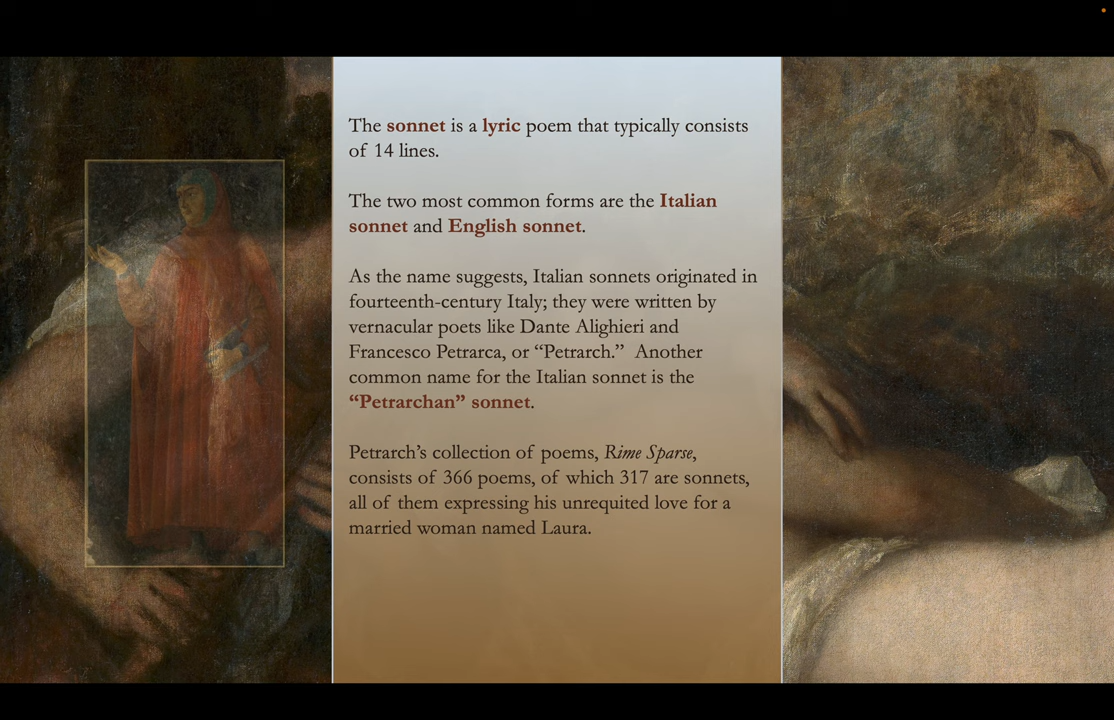 The sonnet is a lyric poem that typically consists
of 14 lines.
The two most common forms are the Italian
sonnet and English sonnet.
As the name suggests, Italian sonnets originated in
fourteenth-century Italy; they were written by
vernacular poets like Dante Alighieri and
Francesco Petrarca, or “Petrarch.”  Another
common name for the Italian sonnet is the
“Petrarchan” sonnet.
Petrarch’s collection of poems, Rime Sparse,
consists of 366 poems, of which 317 are sonnets,
all of them expressing his unrequited love for a
married woman named Laura.